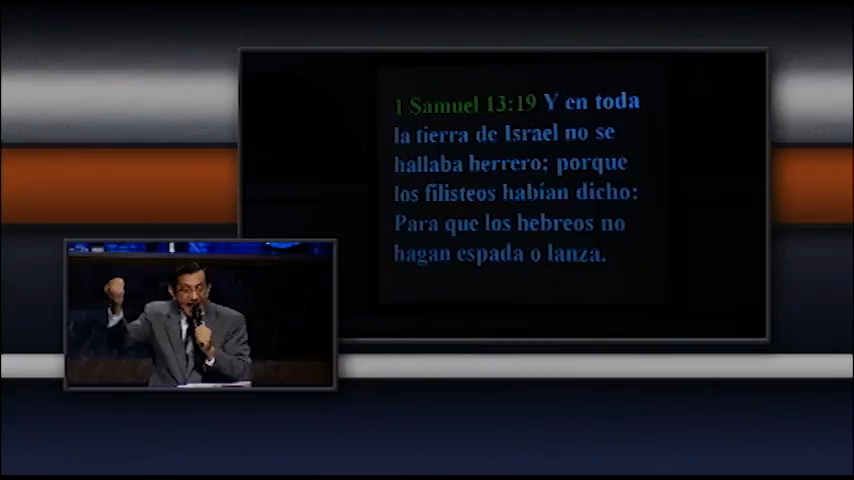 1 Samuel 13:19 Y en toda
la tierra de Israel no se
hallaba herrero; porque
los filisteos habían dicho:
Para que los hebreos no
hagan espada o lanza.